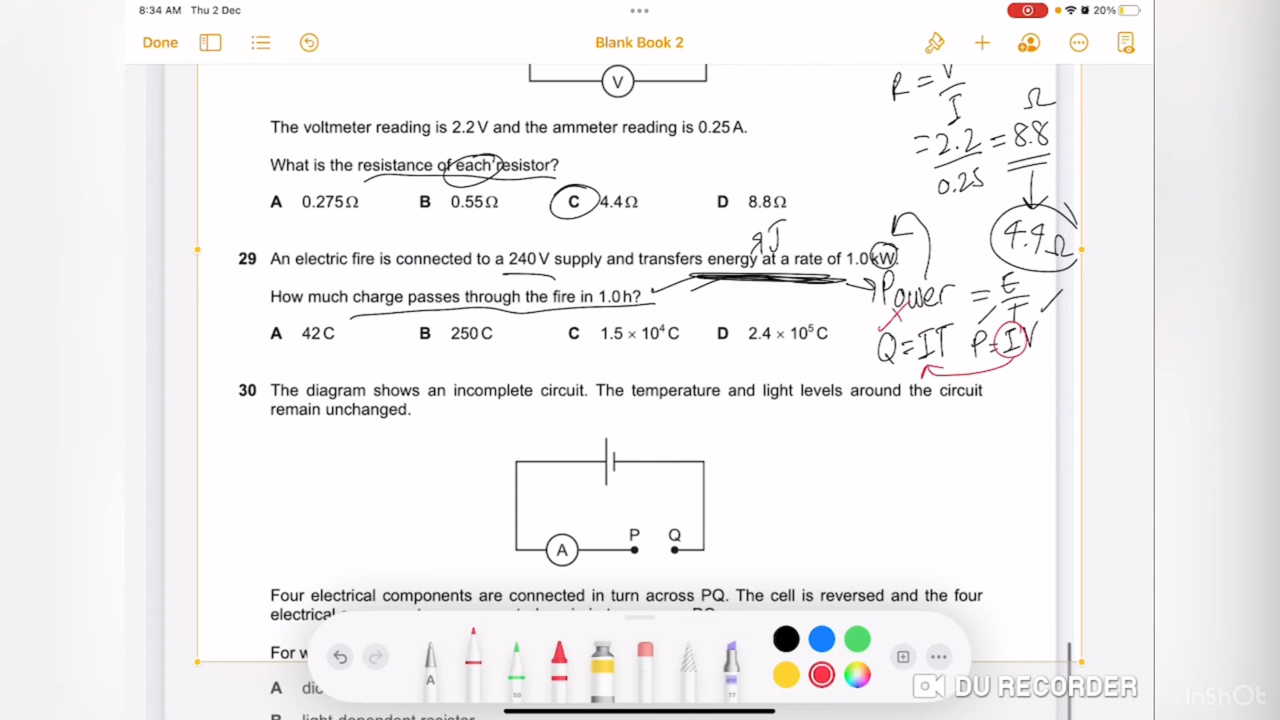 8:34 AM Thu 2 Dec
20%
Done
Blank Book 2
V
R = V/I
The voltmeter reading is 2.2 V and the ammeter reading is 0.25 A.
= 2.2/0.25 = 8.8 Ω
What is the resistance of each resistor?
A 0.275 Ω B 0.55 Ω C 4.4 Ω D 8.8 Ω
4.4 Ω
29 An electric fire is connected to a 240 V supply and transfers energy at a rate of 1.0 kW.
Power = E/T
How much charge passes through the fire in 1.0 h?
A 42 C B 250 C C 1.5 × 10⁴ C D 2.4 × 10⁵ C
Q = IT P = IV
30 The diagram shows an incomplete circuit. The temperature and light levels around the circuit
remain unchanged.
P Q
A
Four electrical components are connected in turn across PQ. The cell is reversed and the four
electrical
For w
A
B light-dependent resistor
DU RECORDER
InShOt